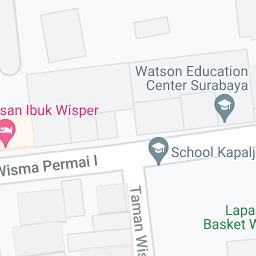 Watson Education
Center Surabaya
san Ibuk Wisper
Wisma Permai I
School Kapalj
Taman Wis
Lapa
Basket W